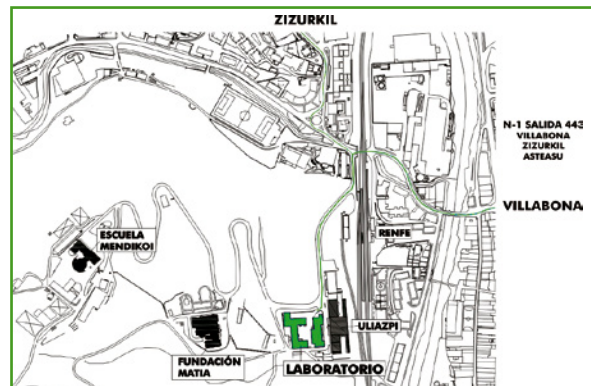 ZIZURKIL
N-1 SALIDA 443
VILLABONA
ZIZURKIL
ASTEASU
VILLABONA
ESCUELA
MENDIKOI
RENFE
ULIAZPI
FUNDACIÓN
MATIA
LABORATORIO